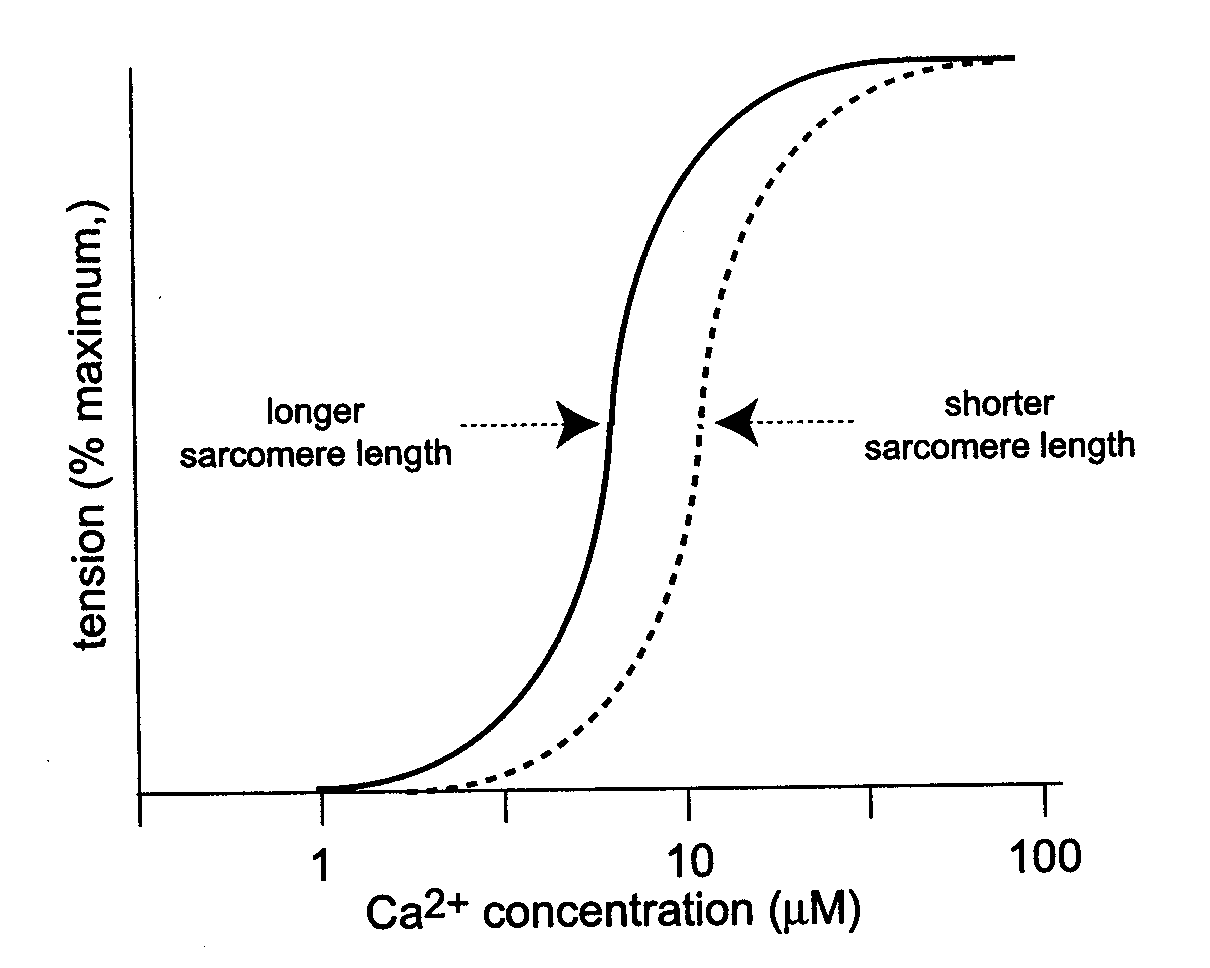 tension (% maximum,)
longer
sarcomere length
shorter
sarcomere length
1
10
100
Ca2+ concentration (μM)